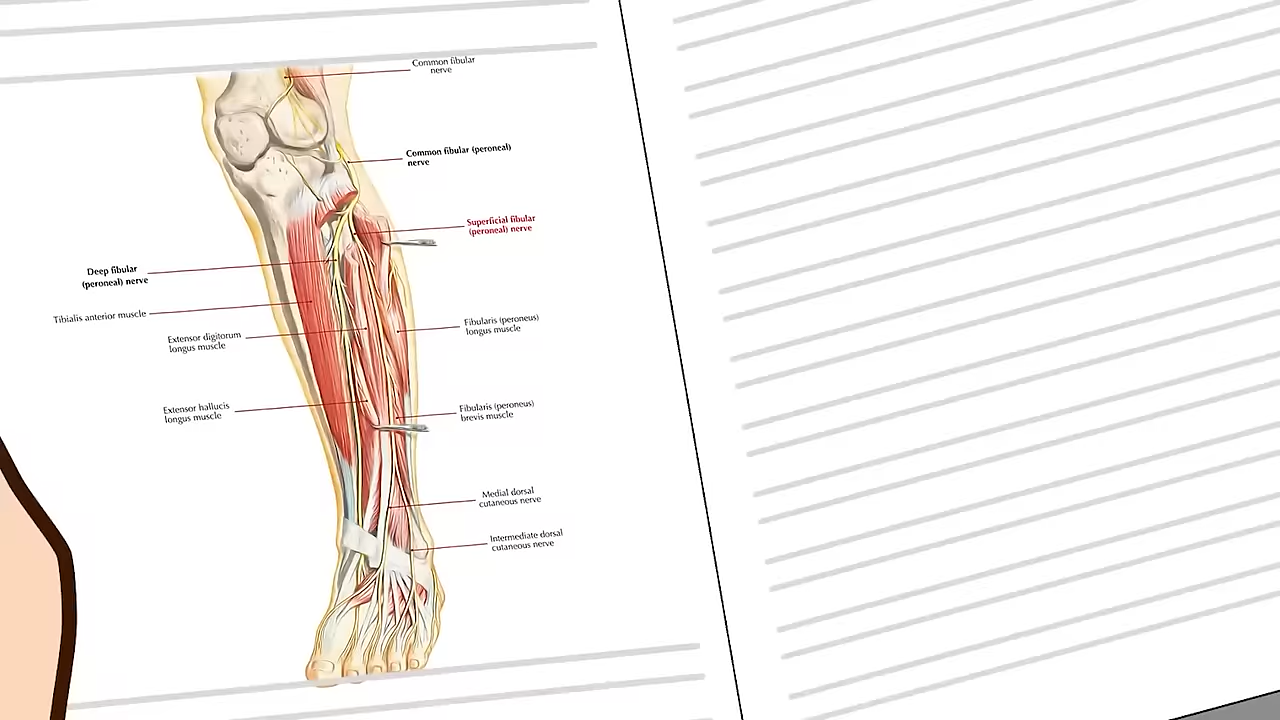 Common fibular
nerve
Common fibular (peroneal)
nerve
Superficial fibular
(peroneal) nerve
Deep fibular
(peroneal) nerve
Tibialis anterior muscle
Extensor digitorum
longus muscle
Fibularis (peroneus)
longus muscle
Extensor hallucis
longus muscle
Fibularis (peroneus)
brevis muscle
Medial dorsal
cutaneous nerve
Intermediate dorsal
cutaneous nerve